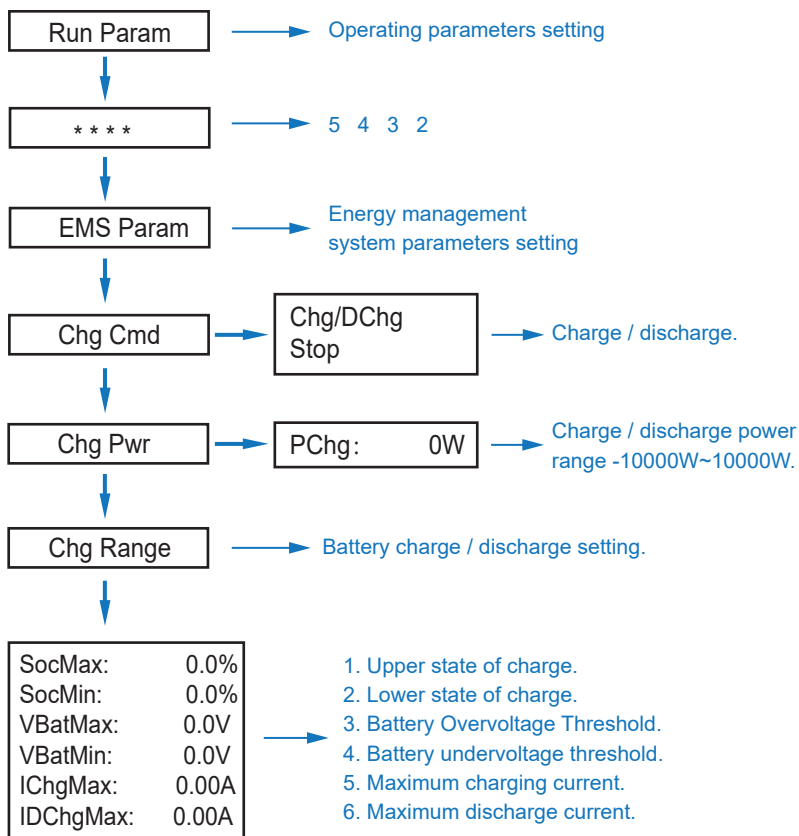 Run Param
Operating parameters setting
* * * *
5 4 3 2
EMS Param
Energy management
system parameters setting
Chg Cmd
Chg/DChg
Stop
Charge / discharge.
Chg Pwr
PChg: 0W
Charge / discharge power
range -10000W~10000W.
Chg Range
Battery charge / discharge setting.
SocMax: 0.0%
SocMin: 0.0%
VBatMax: 0.0V
VBatMin: 0.0V
IChgMax: 0.00A
IDChgMax: 0.00A
1. Upper state of charge.
2. Lower state of charge.
3. Battery Overvoltage Threshold.
4. Battery undervoltage threshold.
5. Maximum charging current.
6. Maximum discharge current.